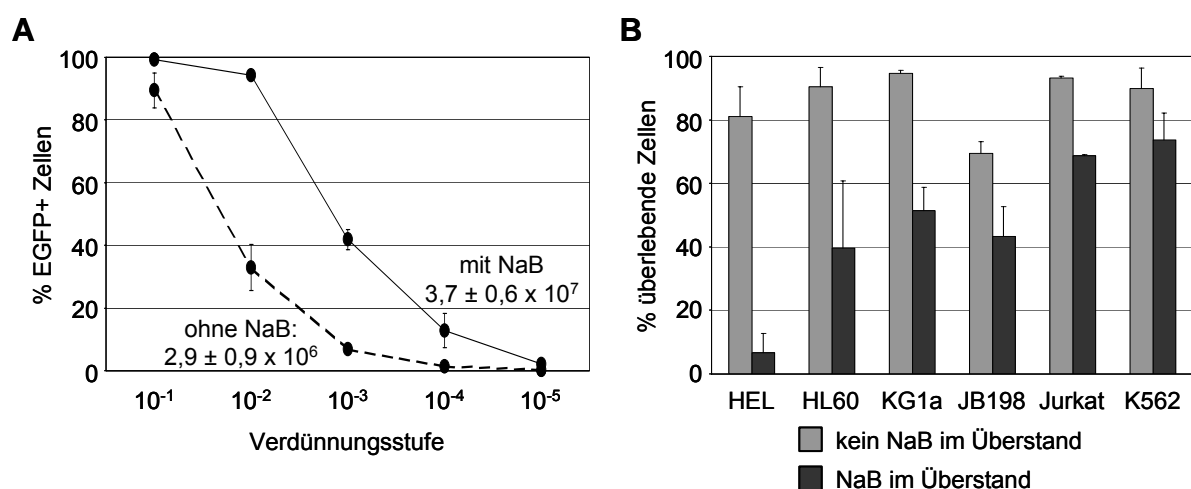 A
% EGFP+ Zellen
100
80
60
40
20
0
mit NaB
3,7 ± 0,6 x 10⁷
ohne NaB:
2,9 ± 0,9 x 10⁶
10⁻¹ 10⁻² 10⁻³ 10⁻⁴ 10⁻⁵
Verdünnungsstufe
B
% überlebende Zellen
100
80
60
40
20
0
HEL HL60 KG1a JB198 Jurkat K562
kein NaB im Überstand
NaB im Überstand